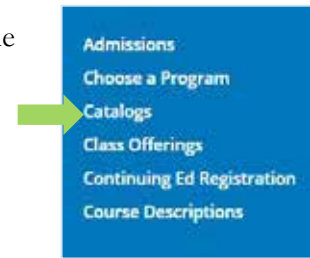 Admissions
Choose a Program
Catalogs
Class Offerings
Continuing Ed Registration
Course Descriptions